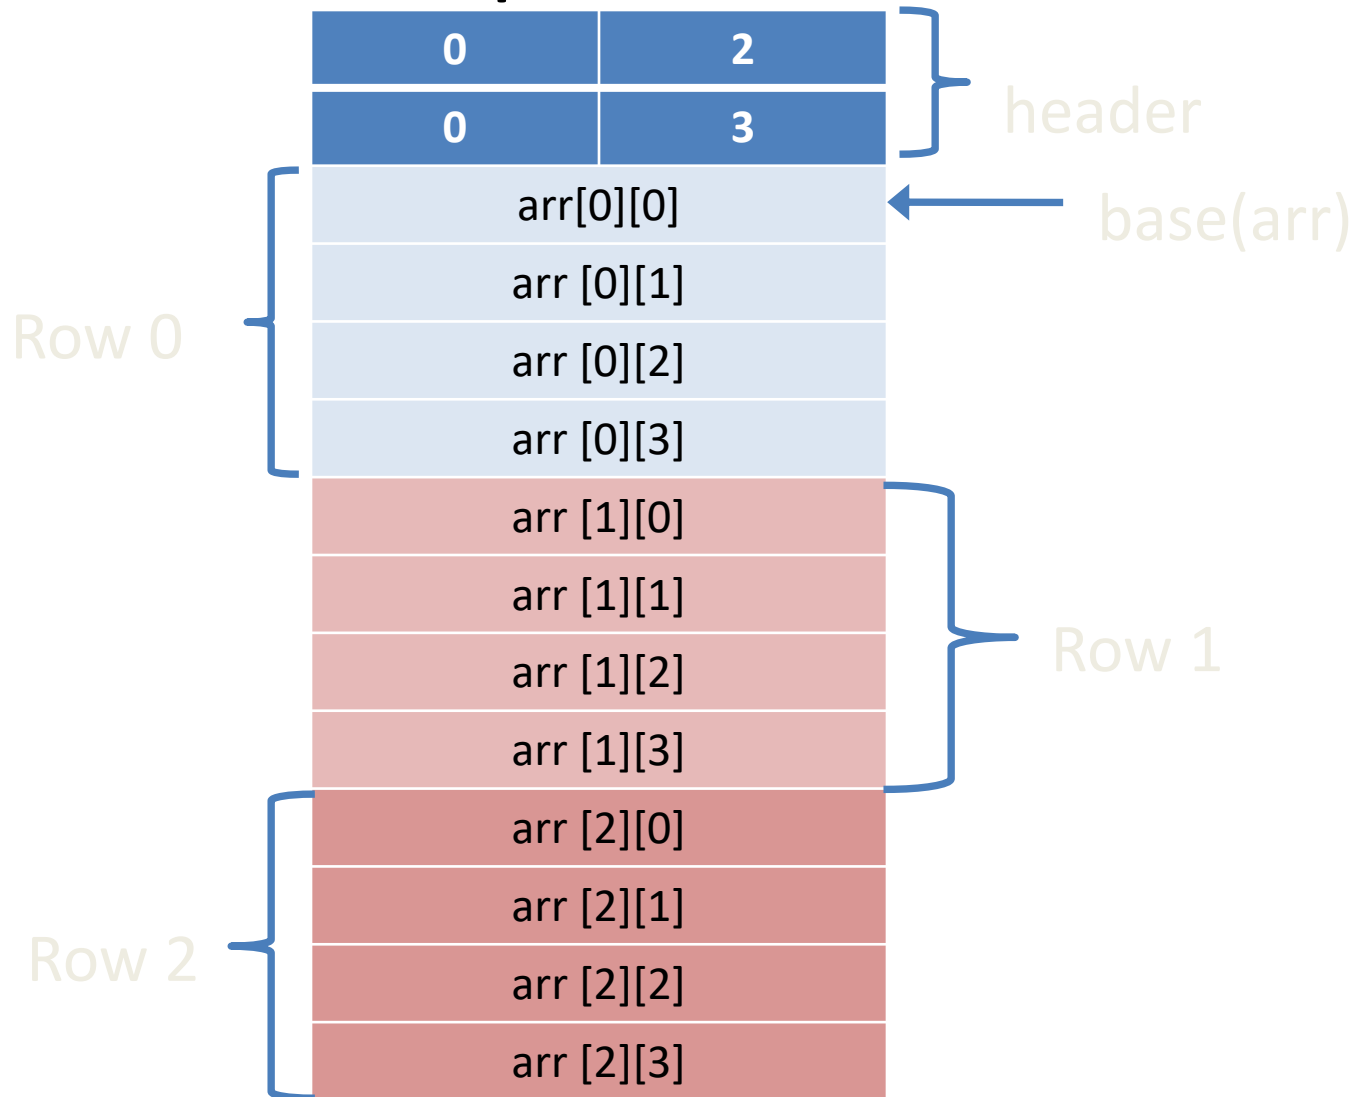 0 2
header
0 3
arr[0][0]
base(arr)
arr [0][1]
Row 0
arr [0][2]
arr [0][3]
arr [1][0]
arr [1][1]
Row 1
arr [1][2]
arr [1][3]
arr [2][0]
arr [2][1]
Row 2
arr [2][2]
arr [2][3]